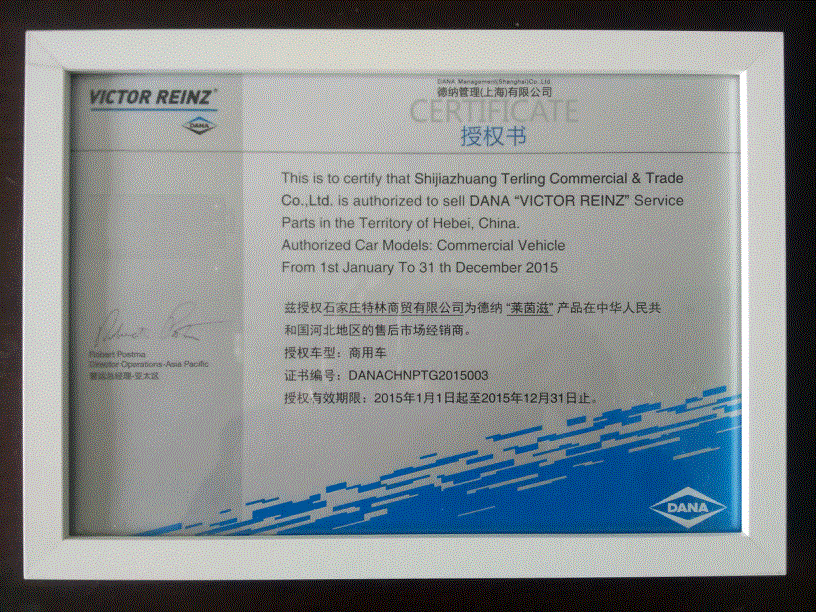 VICTOR REINZ®
DANA
DANA Management(Shanghai)Co.,Ltd.
德纳管理(上海)有限公司
CERTIFICATE
授权书
This is to certify that Shijiazhuang Terling Commercial & Trade
Co.,Ltd. is authorized to sell DANA “VICTOR REINZ” Service
Parts in the Territory of Hebei, China.
Authorized Car Models: Commercial Vehicle
From 1st January To 31 th December 2015
兹授权石家庄特林商贸有限公司为德纳 “莱茵滋” 产品在中华人民共
和国河北地区的售后市场经销商。
授权车型：商用车
证书编号：DANACHNPTG2015003
授权有效期限：2015年1月1日起至2015年12月31日止。
Robert Postma
Director Operations-Asia Pacific
总经理-亚太区
DANA